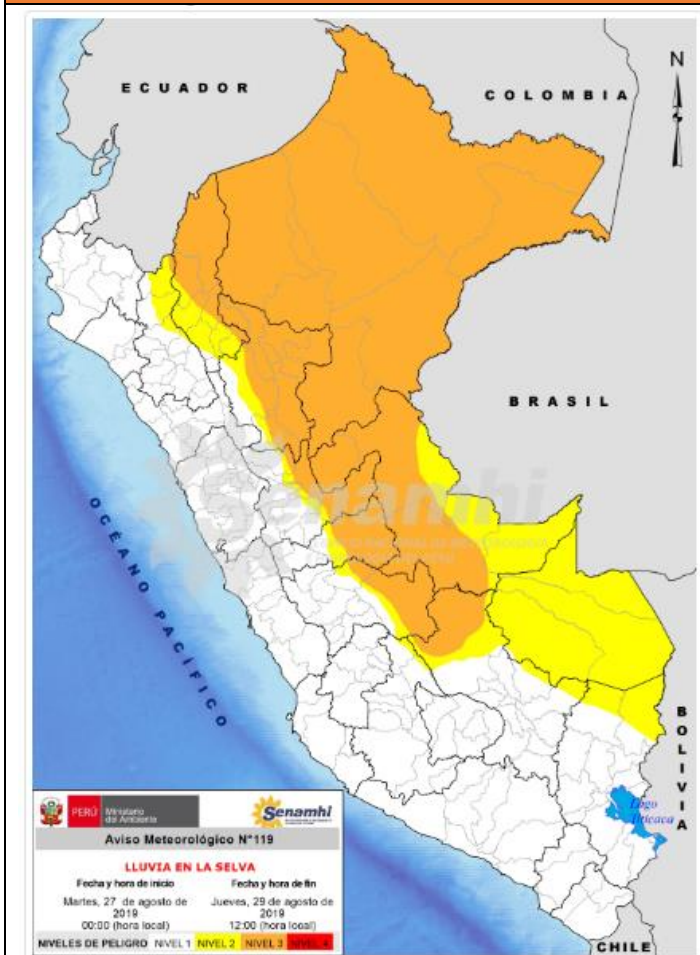 ECUADOR
COLOMBIA
N
BRASIL
OCÉANO PACÍFICO
BOLIVIA
Lago Titicaca
Senamhi
PERÚ Ministerio del Ambiente
Senamhi
Aviso Meteorológico N°119
LLUVIA EN LA SELVA
Fecha y hora de inicio Fecha y hora de fin
Martes, 27 de agosto de 2019 Jueves, 29 de agosto de 2019
00:00 (hora local) 12:00 (hora local)
NIVELES DE PELIGRO NIVEL 1 NIVEL 2 NIVEL 3 NIVEL 4
CHILE